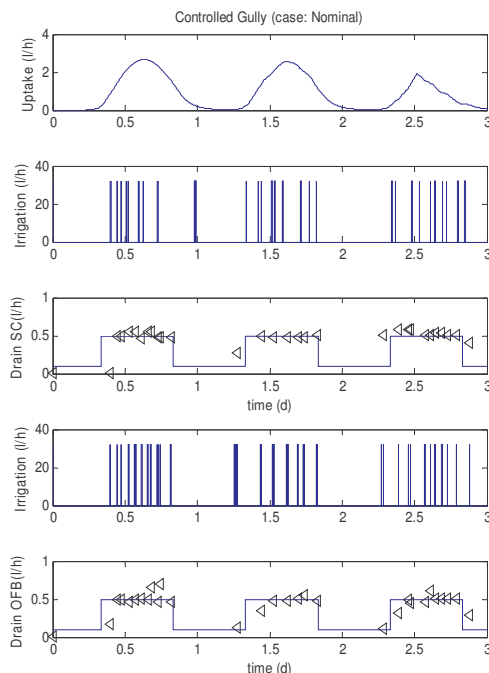 Controlled Gully (case: Nominal)
Uptake (l/h)
4
2
0
0 0.5 1 1.5 2 2.5 3
Irrigation (l/h)
40
20
0
0 0.5 1 1.5 2 2.5 3
Drain SC(l/h)
1
0.5
0
0 0.5 1 1.5 2 2.5 3
time (d)
Irrigation (l/h)
40
20
0
0 0.5 1 1.5 2 2.5 3
Drain OFB(l/h)
1
0.5
0
0 0.5 1 1.5 2 2.5 3
time (d)